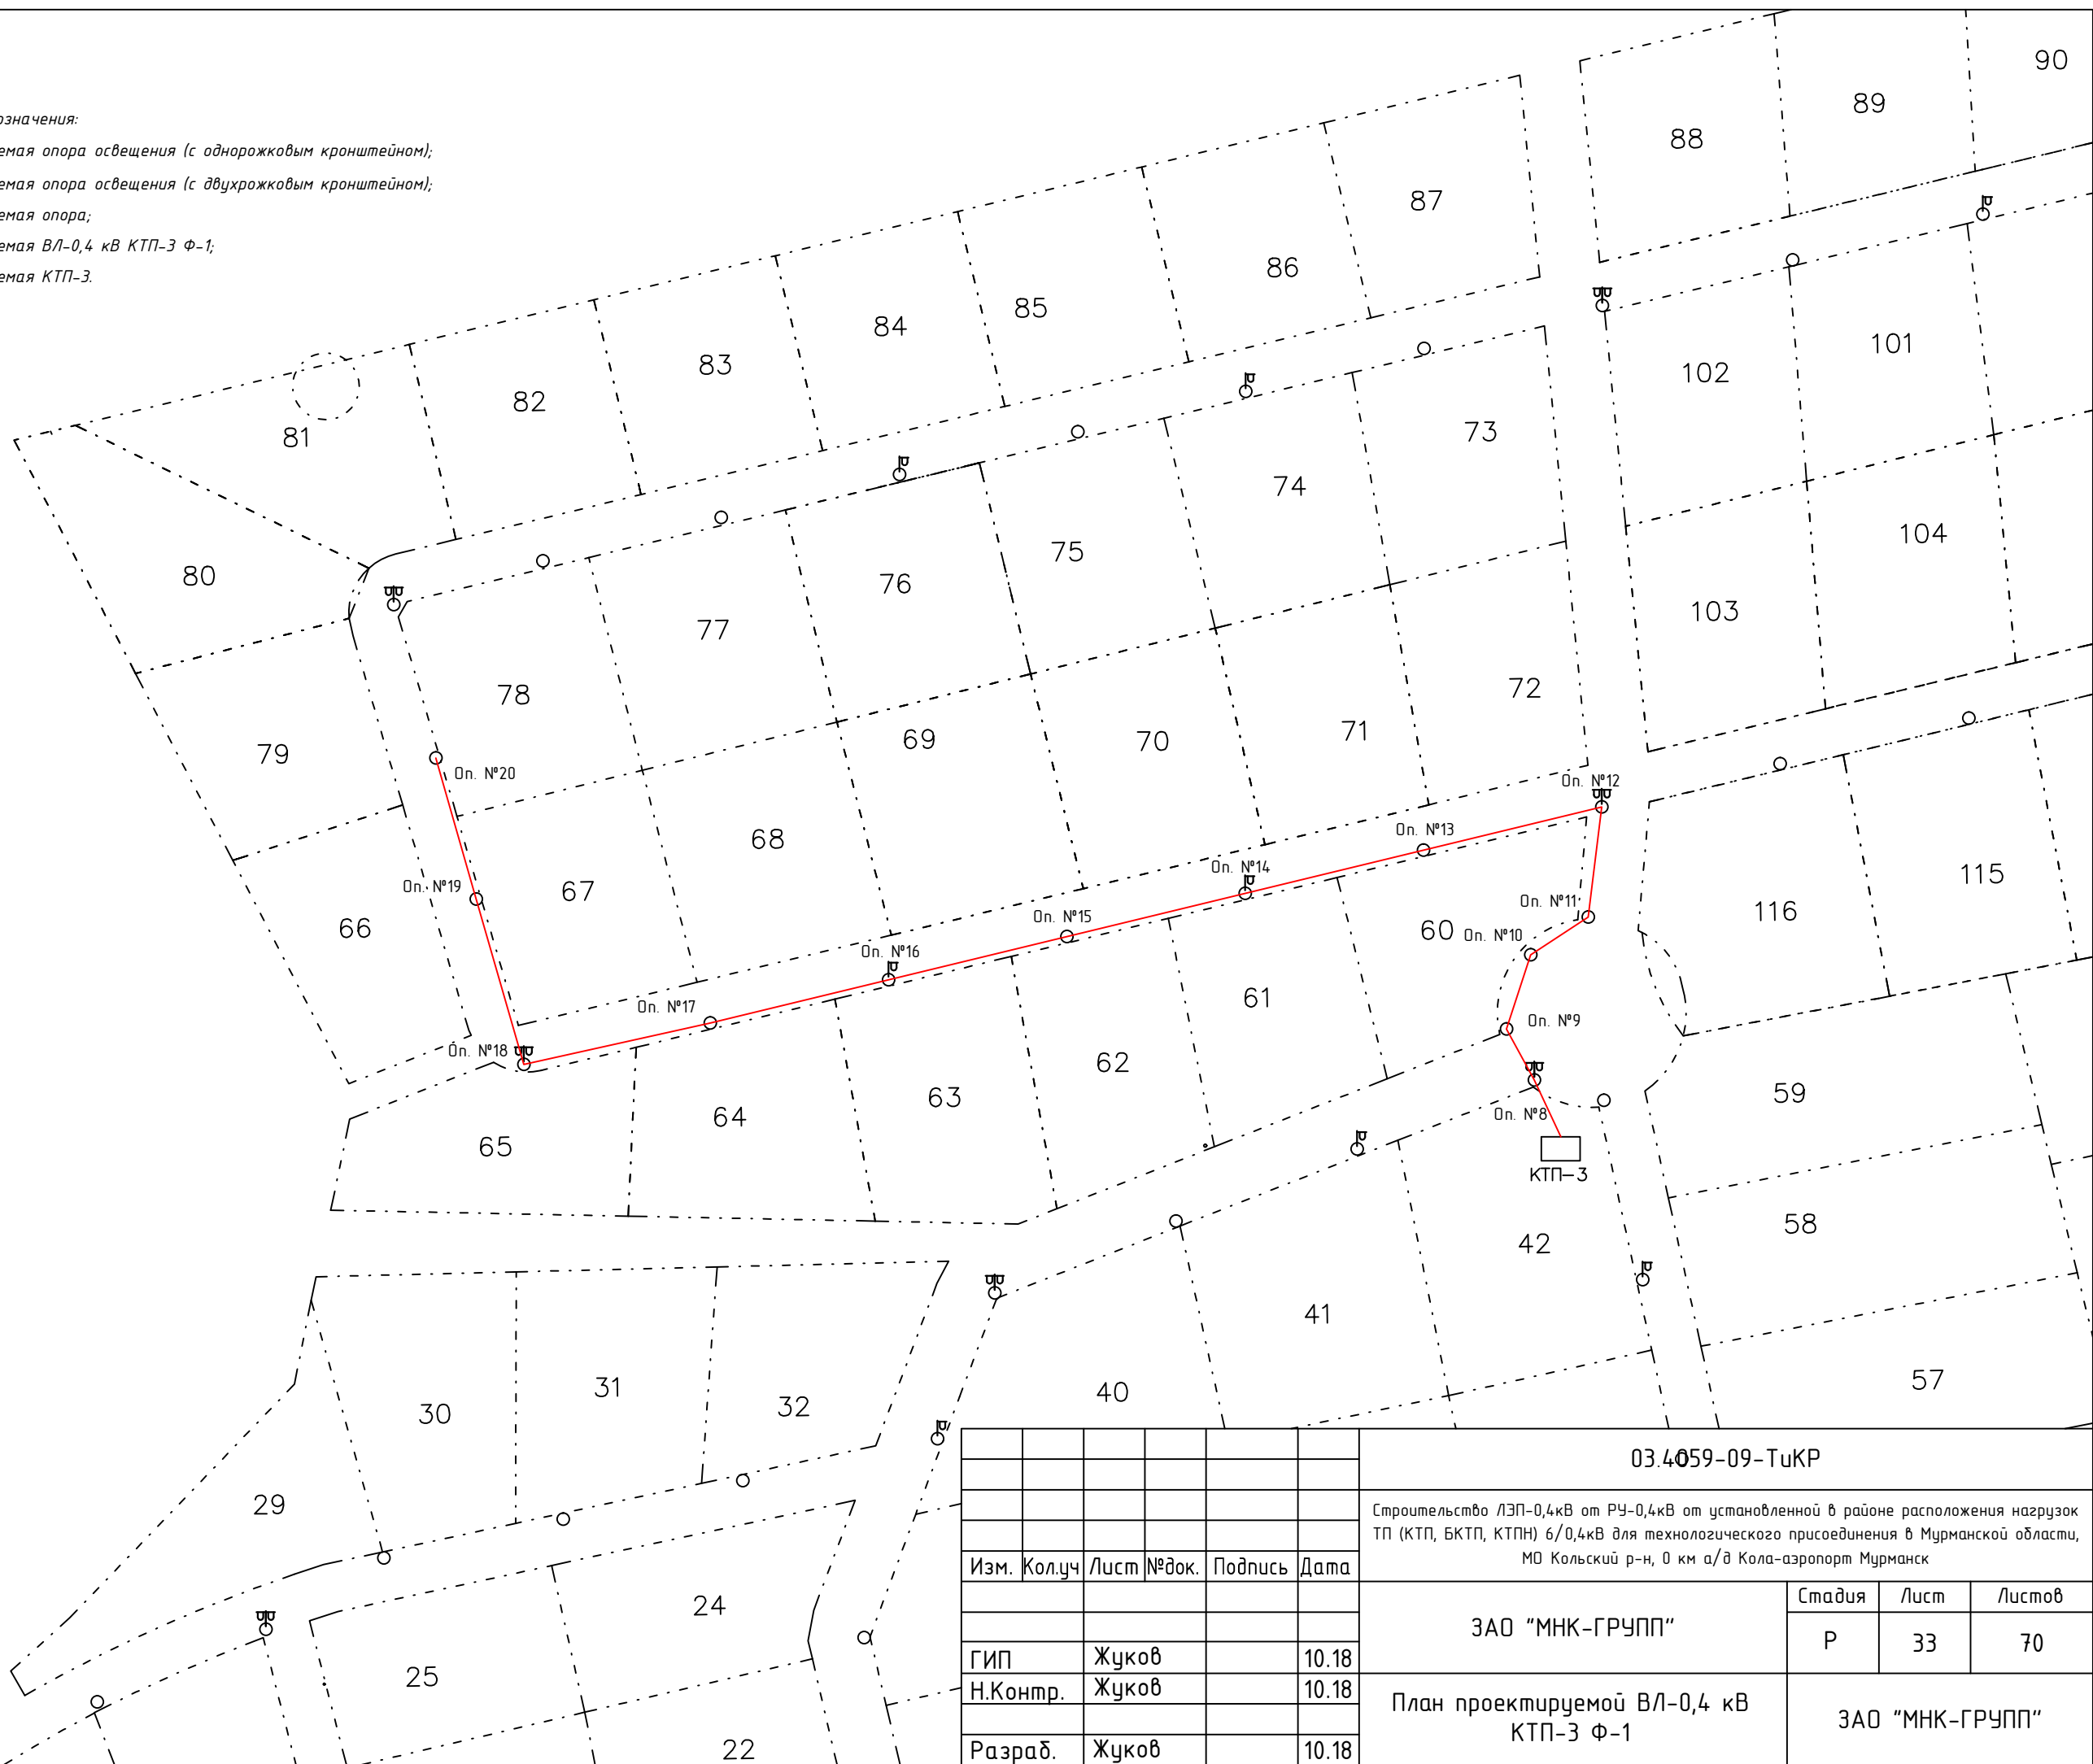 означения:
емая опора освещения (с однорожковым кронштейном);
емая опора освещения (с двухрожковым кронштейном);
емая опора;
емая ВЛ-0,4 кВ КТП-3 Ф-1;
емая КТП-3.
90
89
88
87
86
85
84
83
82
81
80
79
78
77
76
75
74
73
72
71
70
69
68
67
66
101
102
103
104
115
116
Оп. №20
Оп. №19
Оп. №18
Оп. №17
Оп. №16
Оп. №15
Оп. №14
Оп. №13
Оп. №12
Оп. №11
Оп. №10
Оп. №9
Оп. №8
КТП-3
60
61
62
63
64
65
59
58
57
42
41
40
32
31
30
29
25
24
22
03.4059-09-ТиКР
Строительство ЛЭП-0,4кВ от РУ-0,4кВ от установленной в районе расположения нагрузок
ТП (КТП, БКТП, КТПН) 6/0,4кВ для технологического присоединения в Мурманской области,
МО Кольский р-н, 0 км а/д Кола-аэропорт Мурманск
Изм. Кол.уч Лист №док. Подпись Дата
ЗАО "МНК-ГРУПП"
Стадия Лист Листов
Р 33 70
ГИП Жуков 10.18
Н.Контр. Жуков 10.18
Разраб. Жуков 10.18
План проектируемой ВЛ-0,4 кВ
КТП-3 Ф-1
ЗАО "МНК-ГРУПП"